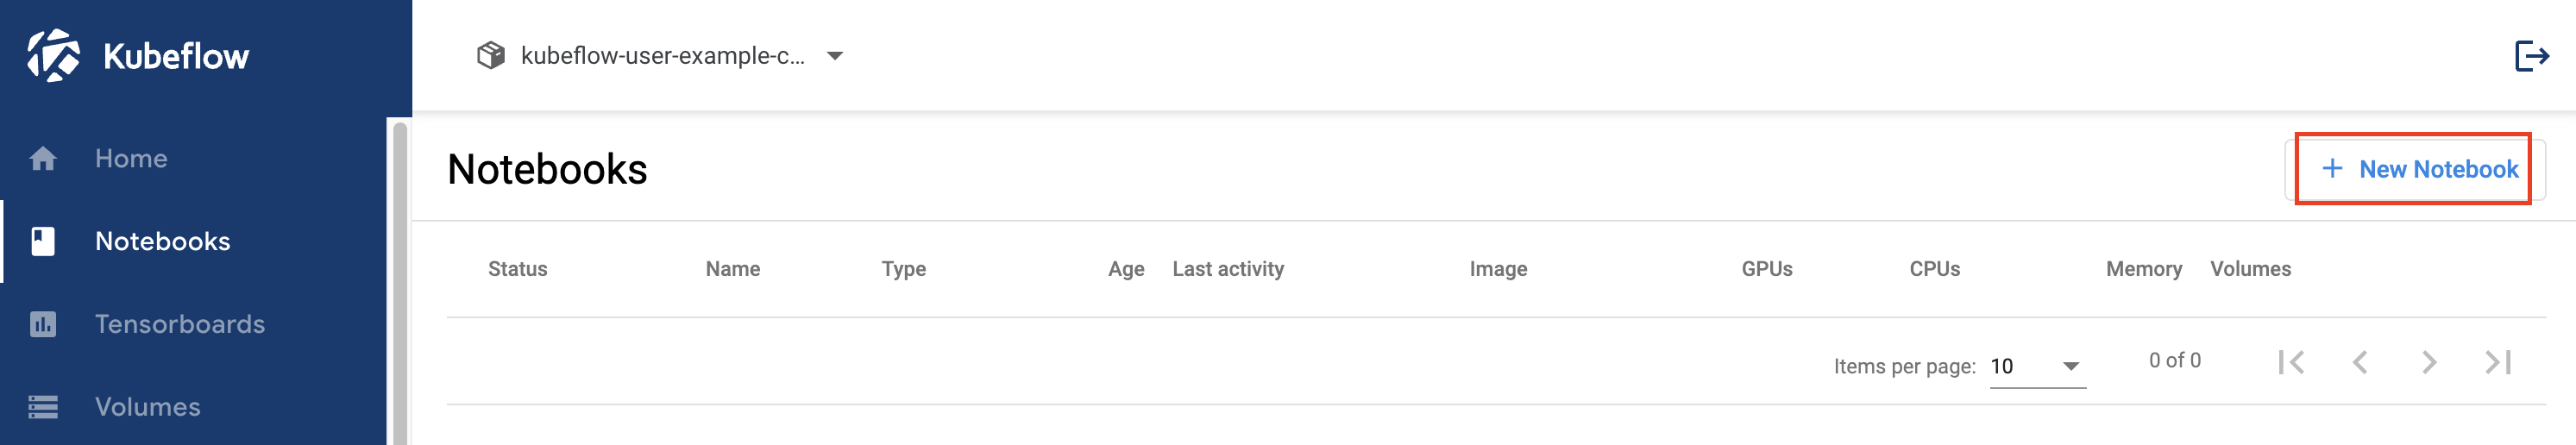 Kubeflow
kubeflow-user-example-c...
Home
Notebooks
Tensorboards
Volumes
Notebooks
+ New Notebook
Status Name Type Age Last activity Image GPUs CPUs Memory Volumes
Items per page: 10 0 of 0